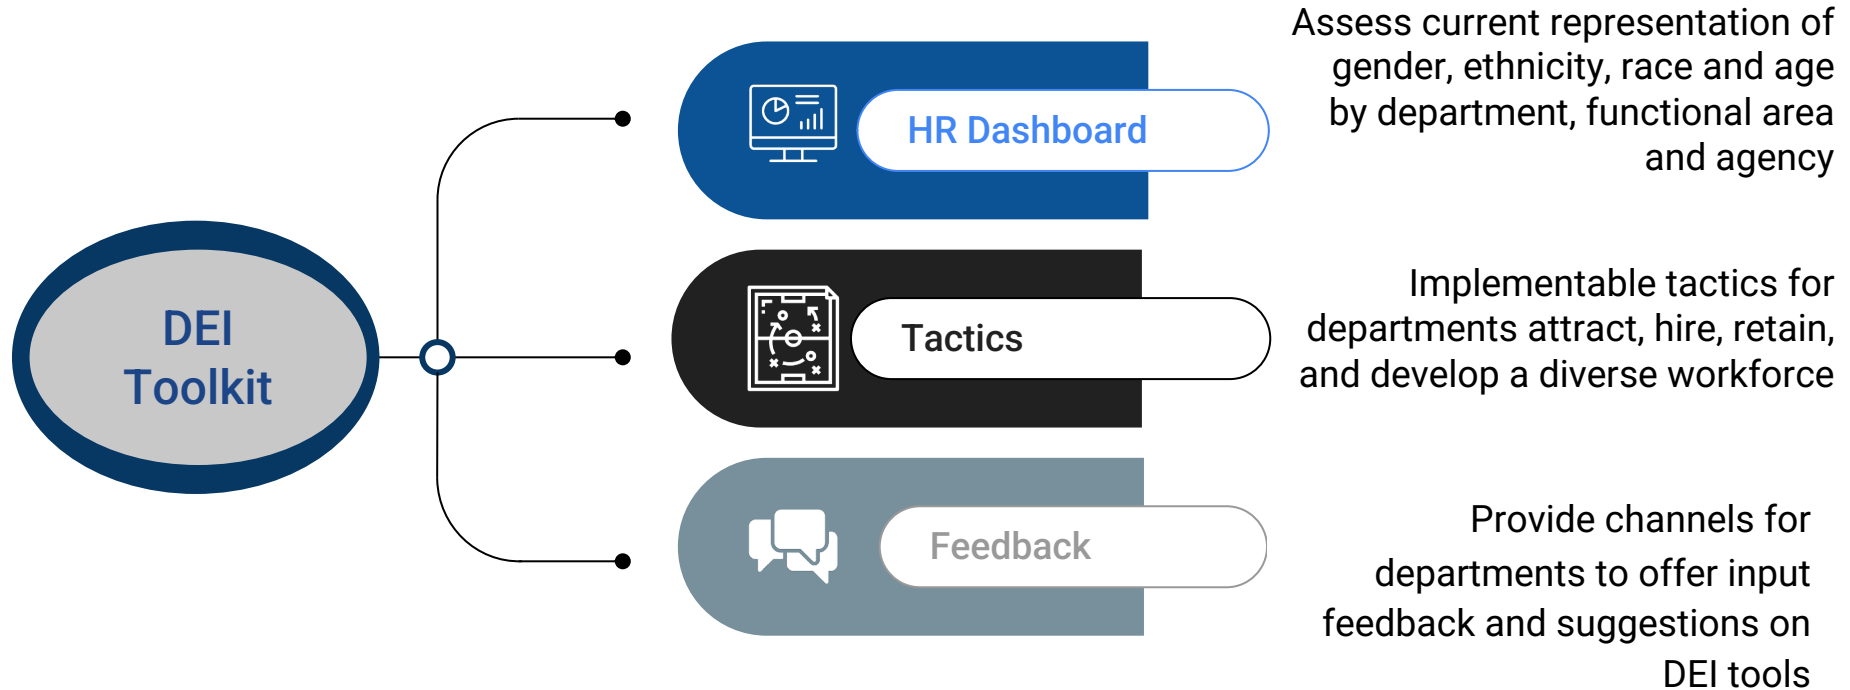 DEI
Toolkit
HR Dashboard
Assess current representation of
gender, ethnicity, race and age
by department, functional area
and agency
Tactics
Implementable tactics for
departments attract, hire, retain,
and develop a diverse workforce
Feedback
Provide channels for
departments to offer input
feedback and suggestions on
DEI tools